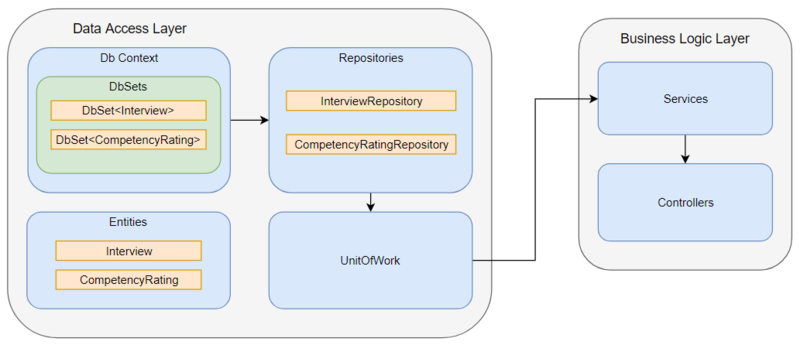 Data Access Layer
Db Context
DbSets
DbSet<Interview>
DbSet<CompetencyRating>
Repositories
InterviewRepository
CompetencyRatingRepository
Entities
Interview
CompetencyRating
UnitOfWork
Business Logic Layer
Services
Controllers